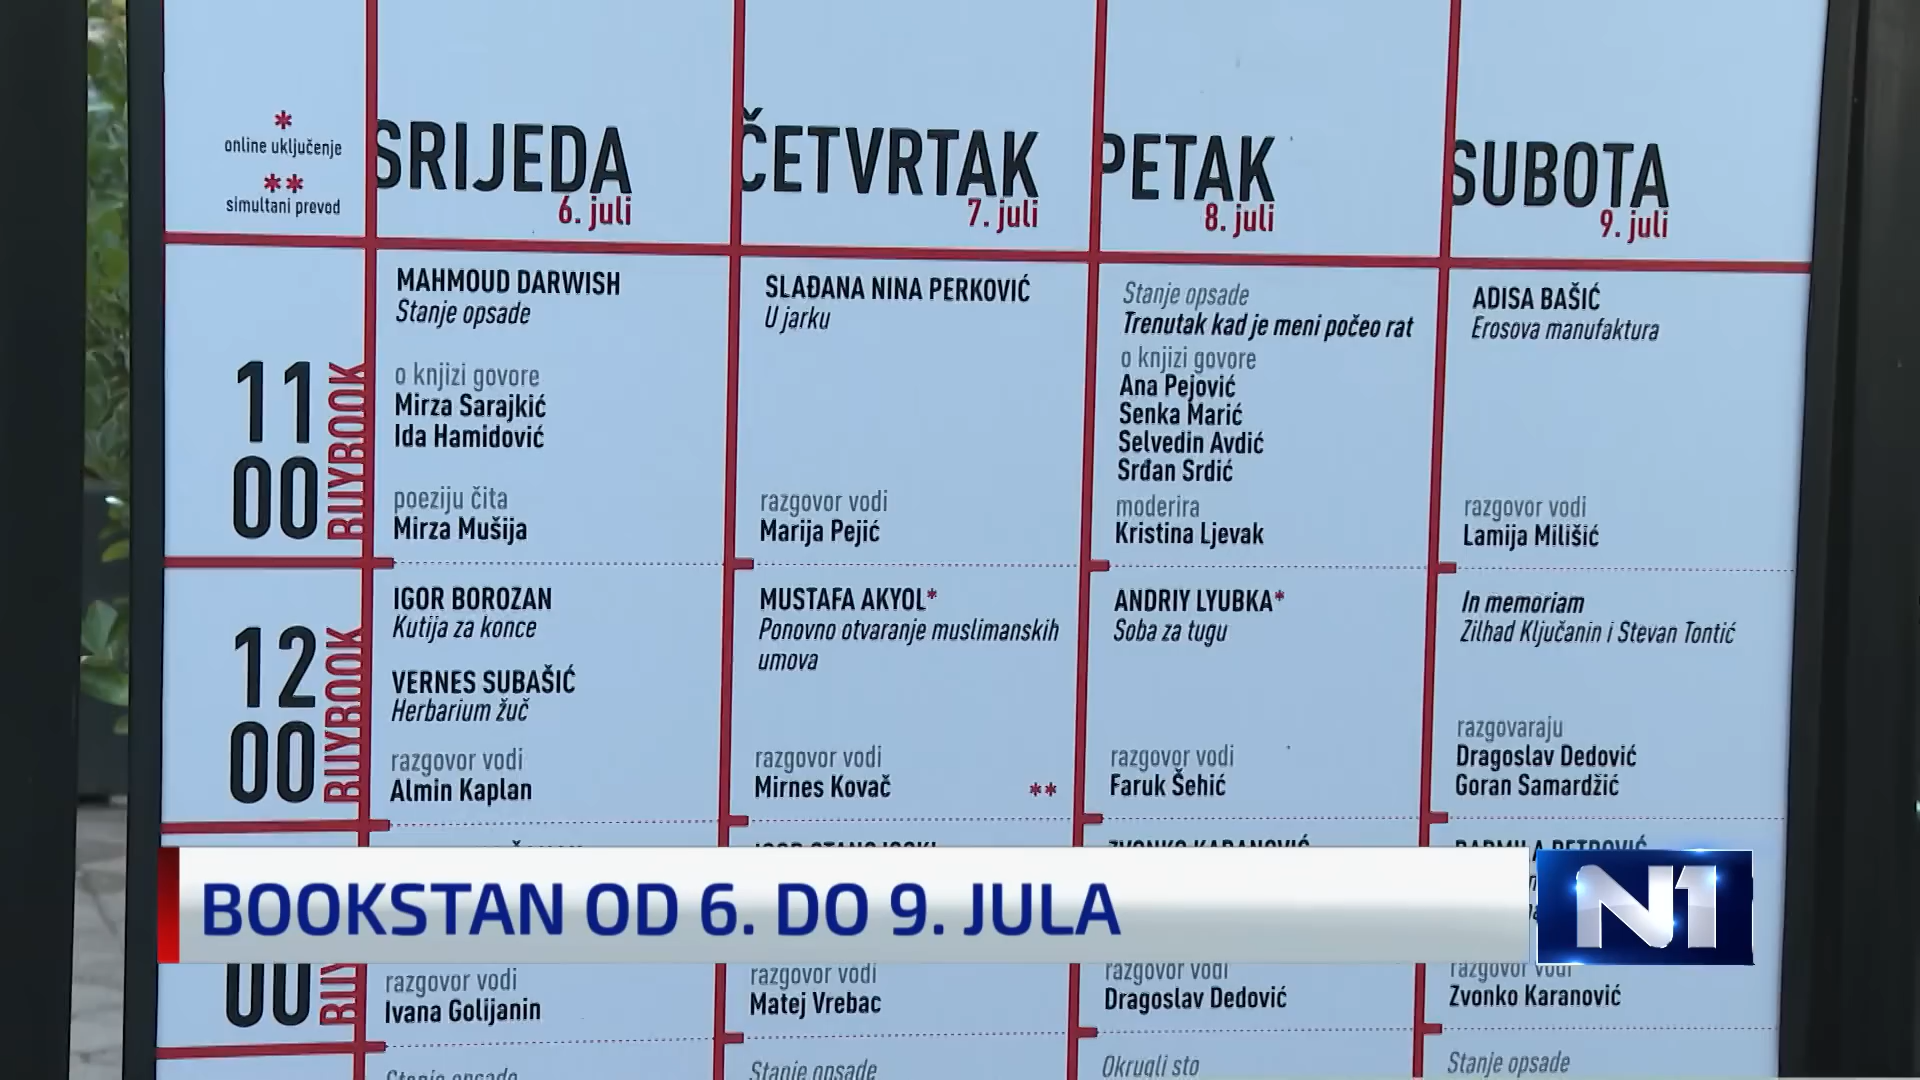 *
online uključenje
**
simultani prevod
SRIJEDA
6. juli
ČETVRTAK
7. juli
PETAK
8. juli
SUBOTA
9. juli
11
00
BUYBOOK
MAHMOUD DARWISH
Stanje opsade
o knjizi govore
Mirza Sarajkić
Ida Hamidović
poeziju čita
Mirza Mušija
SLAĐANA NINA PERKOVIĆ
U jarku
razgovor vodi
Marija Pejić
Stanje opsade
Trenutak kad je meni počeo rat
o knjizi govore
Ana Pejović
Senka Marić
Selvedin Avdić
Srđan Srdić
moderira
Kristina Ljevak
ADISA BAŠIĆ
Erosova manufaktura
razgovor vodi
Lamija Milišić
12
00
BUYBOOK
IGOR BOROZAN
Kutija za konce
VERNES SUBAŠIĆ
Herbarium žuč
razgovor vodi
Almin Kaplan
MUSTAFA AKYOL*
Ponovno otvaranje muslimanskih
umova
razgovor vodi
Mirnes Kovač
**
ANDRIY LYUBKA*
Soba za tugu
razgovor vodi
Faruk Šehić
In memoriam
Zilhad Ključanin i Stevan Tontić
razgovaraju
Dragoslav Dedović
Goran Samardžić
ZVONKO KARANOVIĆ
RADMILA PETROVIĆ
BOOKSTAN OD 6. DO 9. JULA
N1
00
razgovor vodi
Ivana Golijanin
razgovor vodi
Matej Vrebac
razgovor vodi
Dragoslav Dedović
razgovor vodi
Zvonko Karanović
Stanje opsade
Stanje opsade
Okrugli sto
Stanje opsade